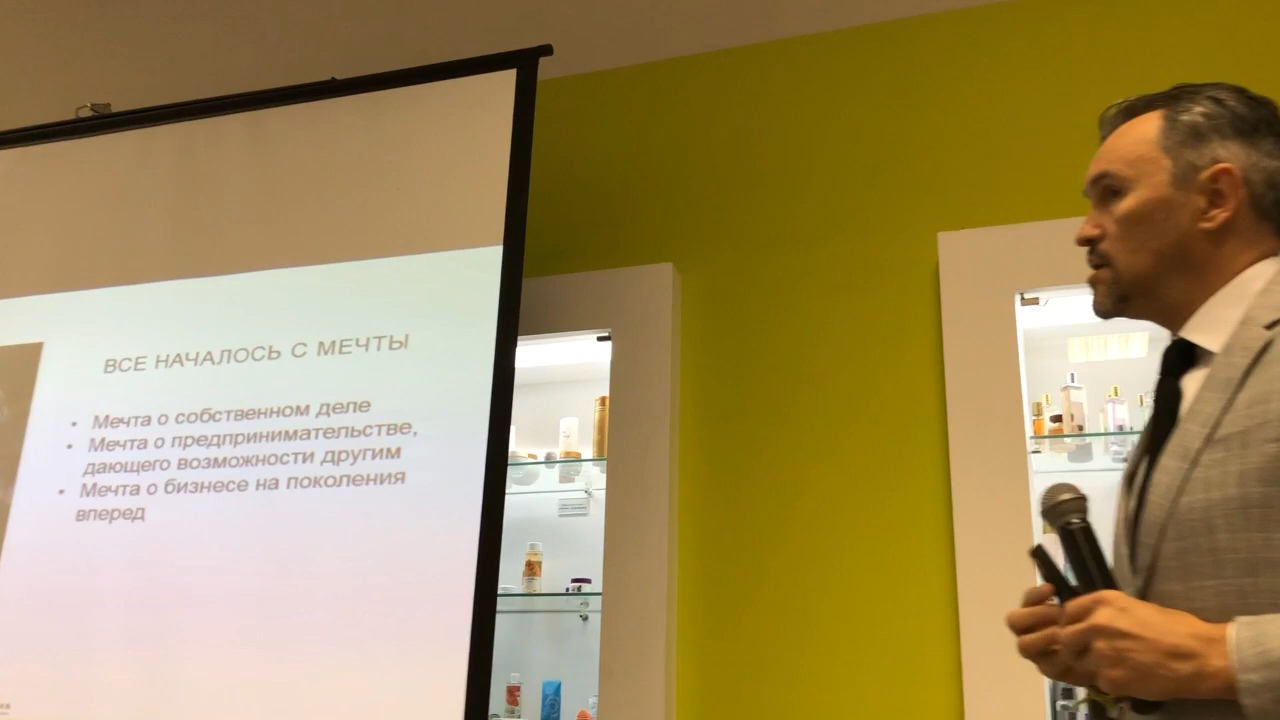 ВСЕ НАЧАЛОСЬ С МЕЧТЫ
• Мечта о собственном деле
• Мечта о предпринимательстве,
дающего возможности другим
• Мечта о бизнесе на поколения
вперед